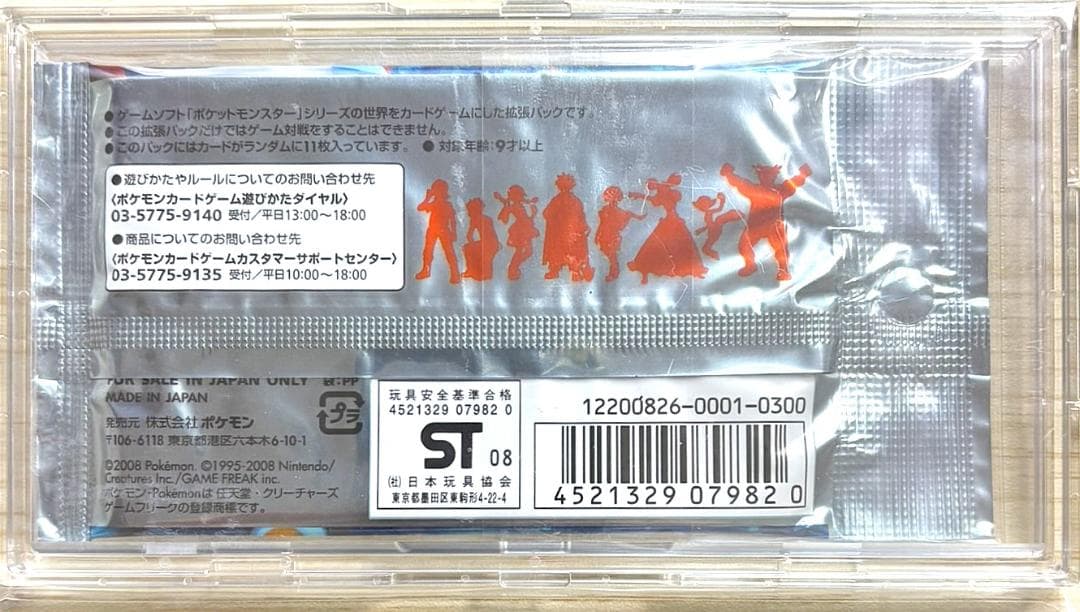 ●ゲームソフト「ポケットモンスター」シリーズの世界をカードゲームにした拡張パックです。
●この拡張パックだけではゲーム対戦をすることはできません。
●このパックにはカードがランダムに11枚入っています。 ●対象年齢:9才以上
●遊びかたやルールについてのお問い合わせ先
〈ポケモンカードゲーム遊びかたダイヤル〉
03-5775-9140 受付/平日13:00〜18:00
●商品についてのお問い合わせ先
〈ポケモンカードゲームカスタマーサポートセンター〉
03-5775-9135 受付/平日10:00〜18:00
FOR SALE IN JAPAN ONLY 袋:PP
MADE IN JAPAN
プラ
発売元 株式会社 ポケモン
〒106-6118 東京都港区六本木6-10-1
©2008 Pokémon. ©1995-2008 Nintendo/
Creatures Inc./GAME FREAK inc.
ポケモン・Pokémonは 任天堂・クリーチャーズ
ゲームフリークの登録商標です。
玩具安全基準合格
4521329 07982 0
ST 08
(社)日本玩具協会
東京都墨田区東駒形4-22-4
12200826-0001-0300
4521329 07982 0